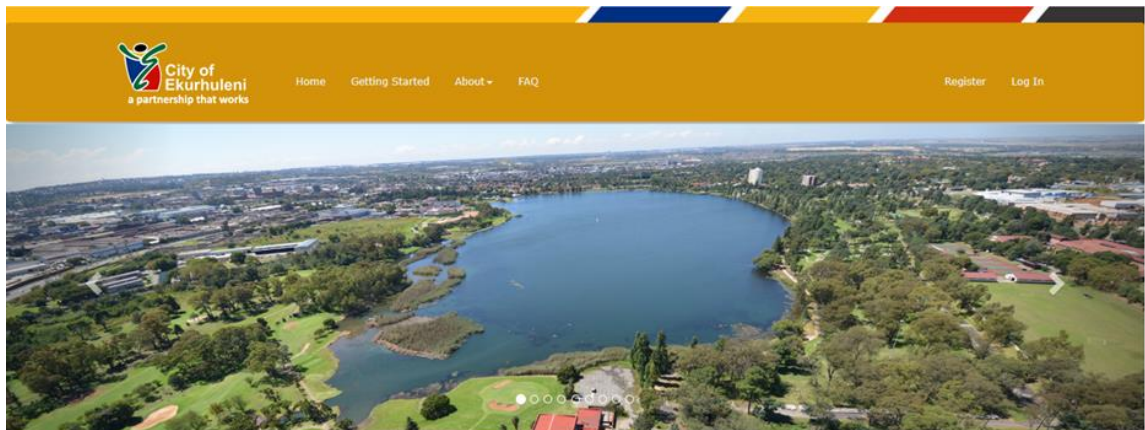 City of
Ekurhuleni
a partnership that works
Home Getting Started About FAQ
Register Log In